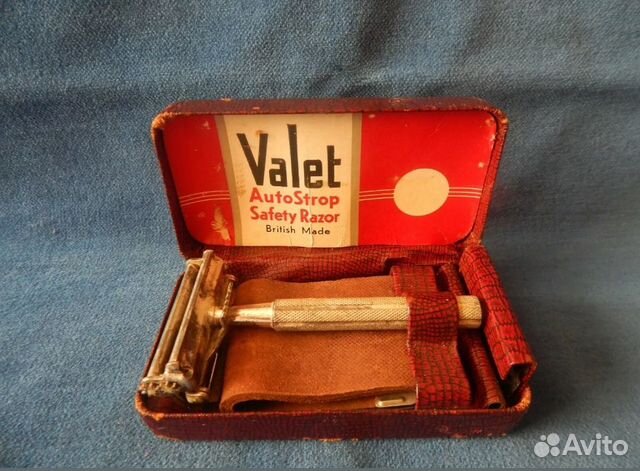 Valet
AutoStrop
Safety Razor
British Made
Avito